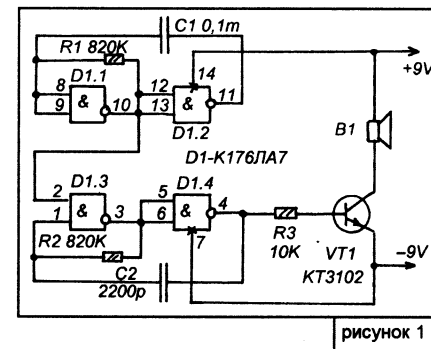 C1 0,1m
R1 820K
D1.1
8
9
&
10
12
13
&
14
11
D1.2
+9V
B1
D1-К176ЛА7
D1.3
2
1
&
3
D1.4
5
6
&
4
7
R2 820K
C2
2200p
R3
10K
VT1
KT3102
–9V
рисунок 1